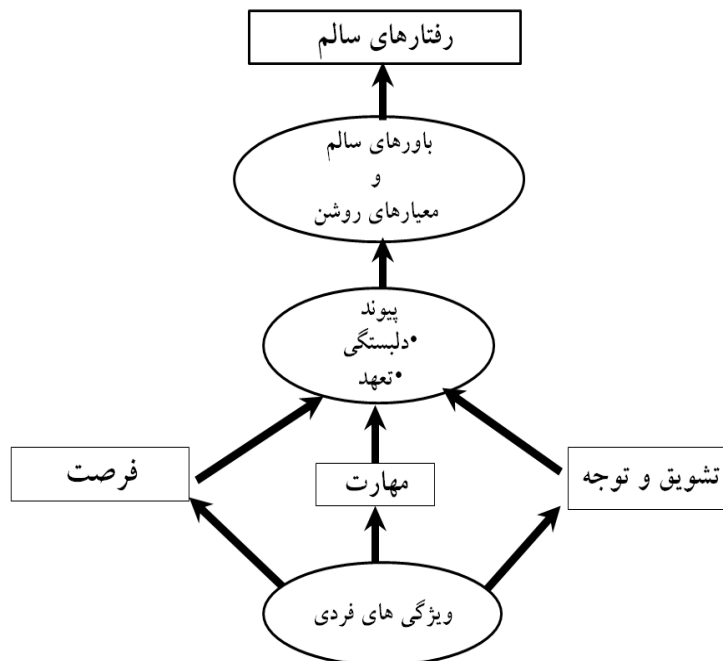 رفتارهای سالم
باورهای سالم
و
معیارهای روشن
پیوند
•دلبستگی
•تعهد
فرصت
مهارت
تشویق و توجه
ویژگی های فردی